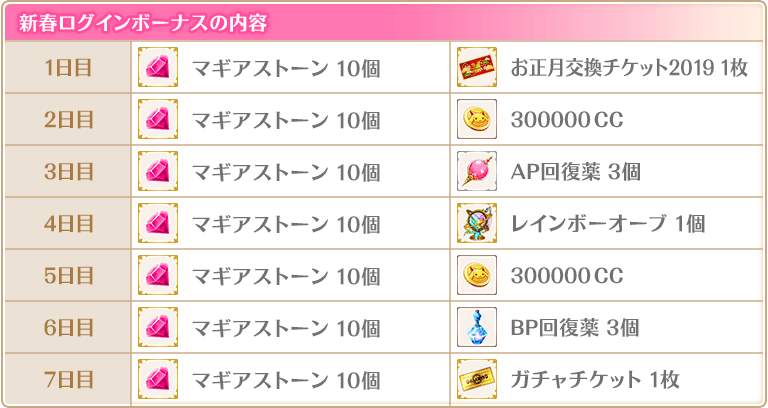 新春ログインボーナスの内容
1日目 マギアストーン 10個 お正月交換チケット2019 1枚
2日目 マギアストーン 10個 300000 CC
3日目 マギアストーン 10個 AP回復薬 3個
4日目 マギアストーン 10個 レインボーオーブ 1個
5日目 マギアストーン 10個 300000 CC
6日目 マギアストーン 10個 BP回復薬 3個
7日目 マギアストーン 10個 ガチャチケット 1枚